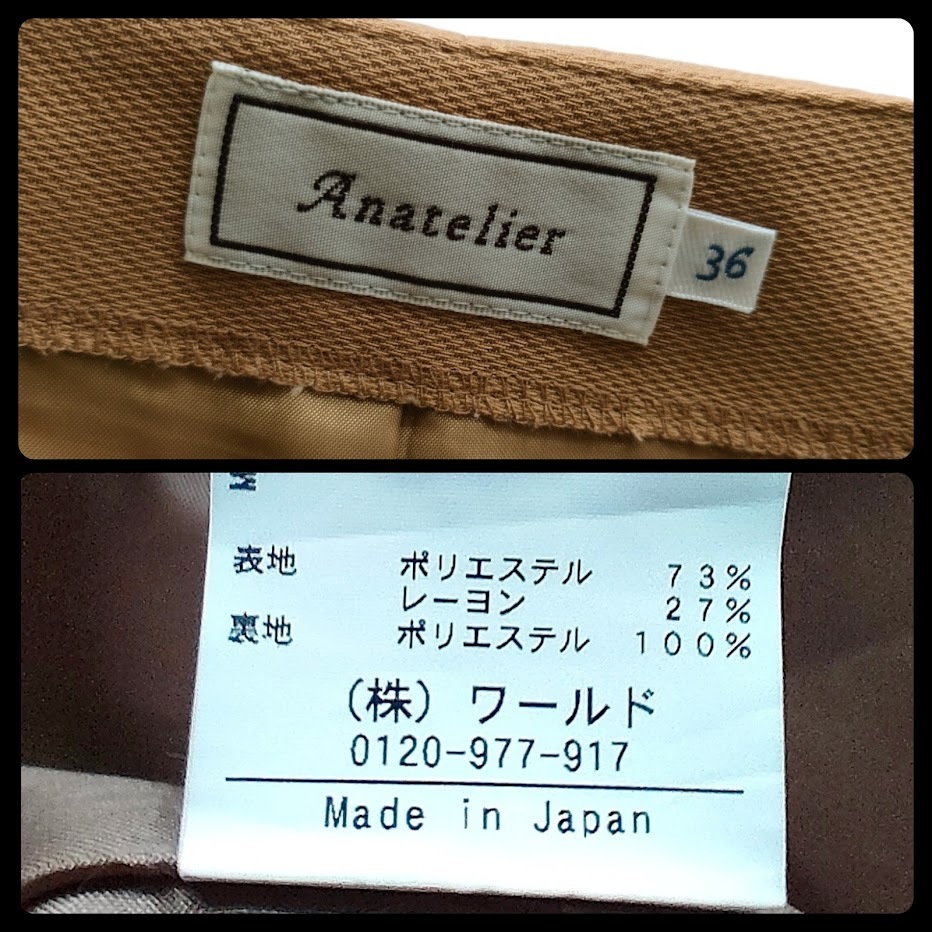 Anatelier
36
M
表地 ポリエステル 73%
レーヨン 27%
裏地 ポリエステル 100%
(株) ワールド
0120-977-917
Made in Japan